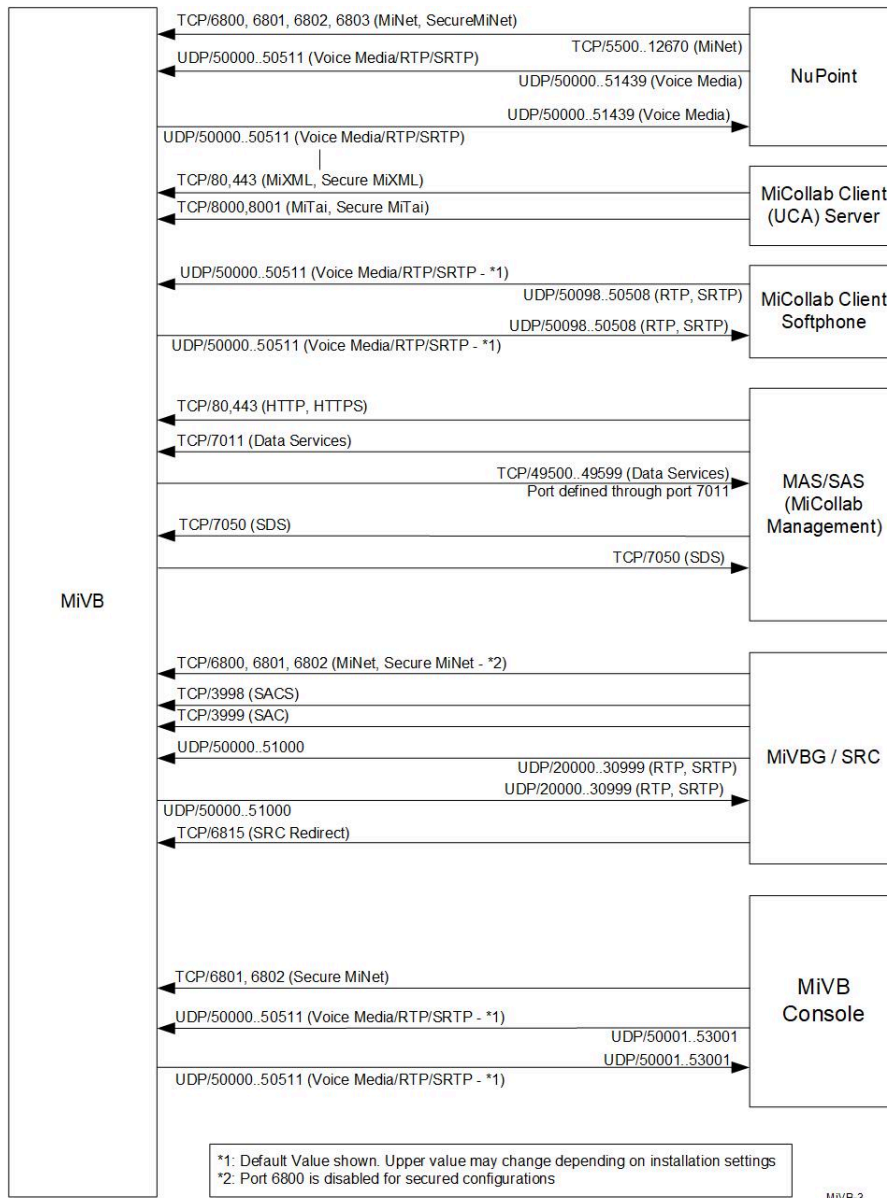 TCP/6800, 6801, 6802, 6803 (MiNet, SecureMiNet)
TCP/5500..12670 (MiNet)
UDP/50000..50511 (Voice Media/RTP/SRTP)
UDP/50000..51439 (Voice Media)
NuPoint
UDP/50000..51439 (Voice Media)
UDP/50000..50511 (Voice Media/RTP/SRTP)
TCP/80,443 (MiXML, Secure MiXML)
TCP/8000,8001 (MiTai, Secure MiTai)
MiCollab Client
(UCA) Server
UDP/50000..50511 (Voice Media/RTP/SRTP - *1)
UDP/50098..50508 (RTP, SRTP)
UDP/50098..50508 (RTP, SRTP)
UDP/50000..50511 (Voice Media/RTP/SRTP - *1)
MiCollab Client
Softphone
TCP/80,443 (HTTP, HTTPS)
TCP/7011 (Data Services)
TCP/49500..49599 (Data Services)
Port defined through port 7011
TCP/7050 (SDS)
TCP/7050 (SDS)
MAS/SAS
(MiCollab
Management)
MiVB
TCP/6800, 6801, 6802 (MiNet, Secure MiNet - *2)
TCP/3998 (SACS)
TCP/3999 (SAC)
UDP/50000..51000
UDP/20000..30999 (RTP, SRTP)
UDP/20000..30999 (RTP, SRTP)
UDP/50000..51000
TCP/6815 (SRC Redirect)
MiVBG / SRC
TCP/6801, 6802 (Secure MiNet)
UDP/50000..50511 (Voice Media/RTP/SRTP - *1)
UDP/50001..53001
UDP/50001..53001
UDP/50000..50511 (Voice Media/RTP/SRTP - *1)
MiVB
Console
*1: Default Value shown. Upper value may change depending on installation settings
*2: Port 6800 is disabled for secured configurations
MiVB-3